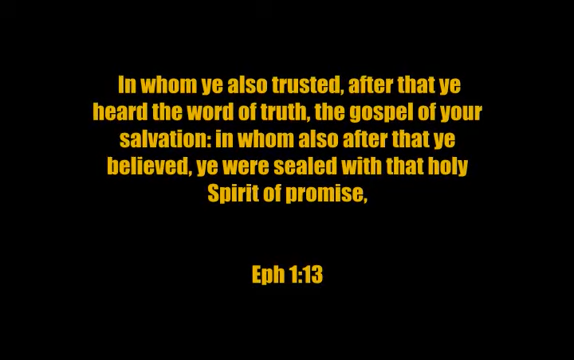 In whom ye also trusted, after that ye
heard the word of truth, the gospel of your
salvation: in whom also after that ye
believed, ye were sealed with that holy
Spirit of promise,
Eph 1:13